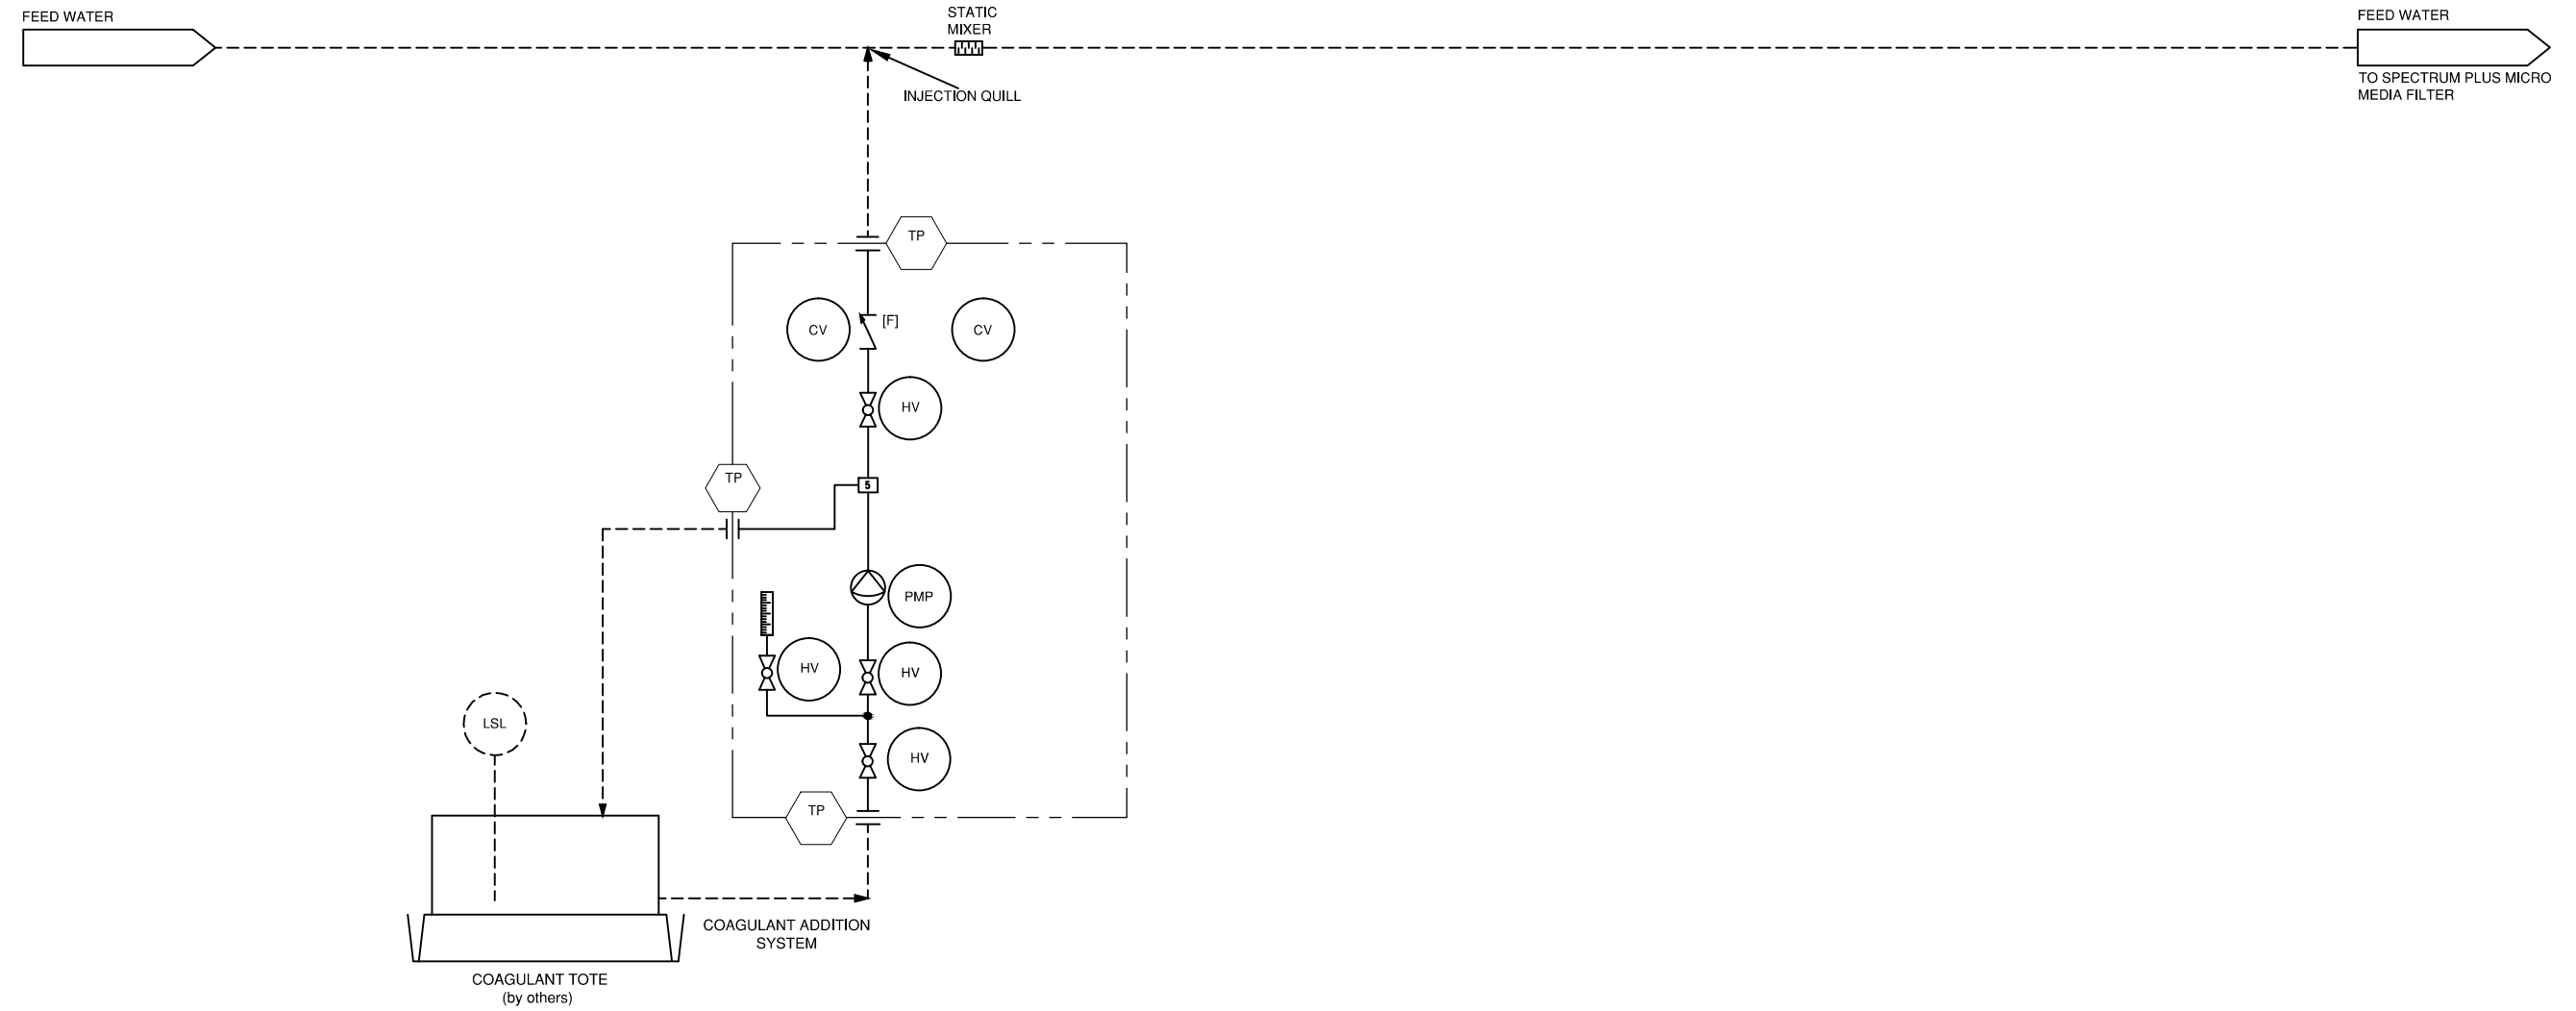 FEED WATER
STATIC
MIXER
FEED WATER
TO SPECTRUM PLUS MICRO
MEDIA FILTER
INJECTION QUILL
TP
CV
[F]
CV
HV
TP
5
PMP
HV
HV
LSL
HV
TP
COAGULANT ADDITION
SYSTEM
COAGULANT TOTE
(by others)